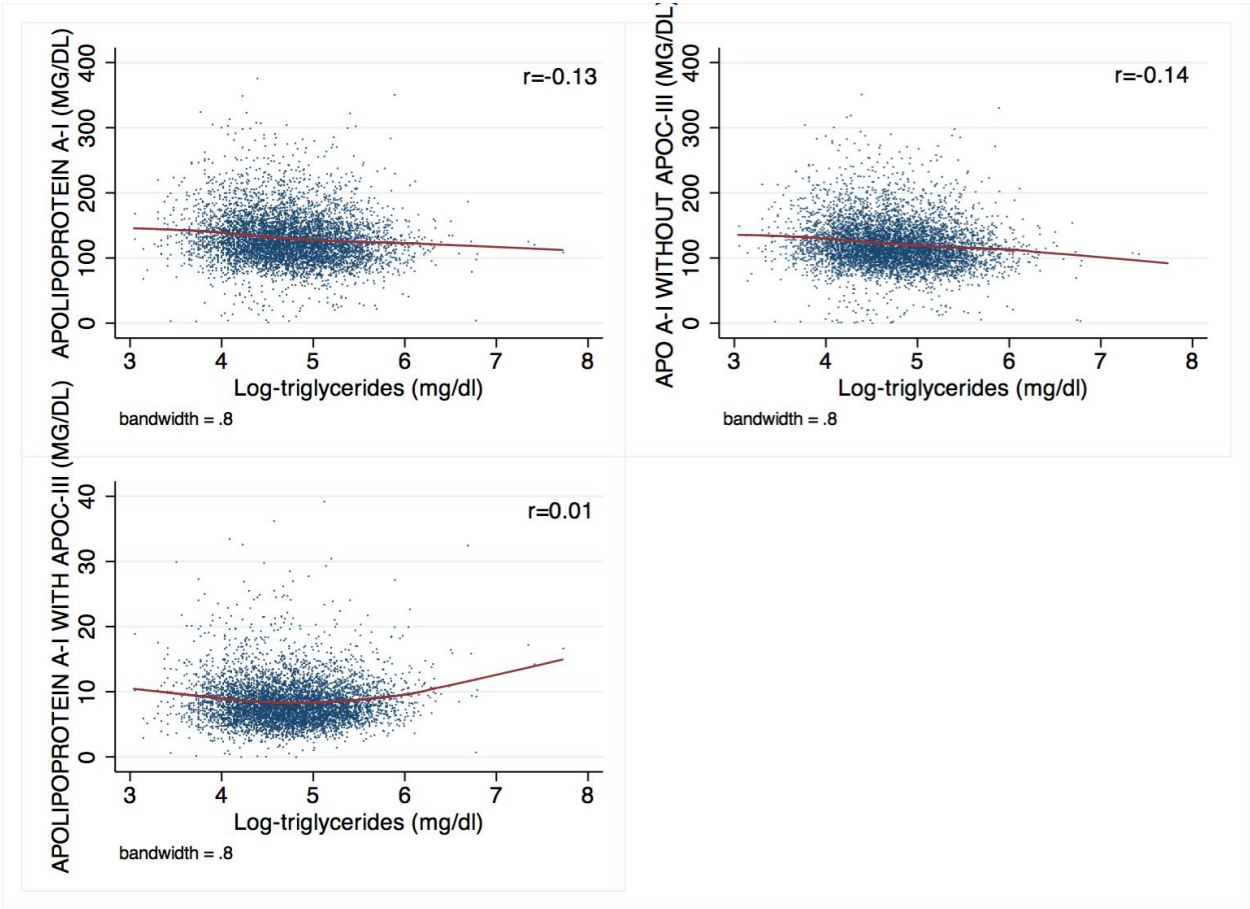 APOLIPOPROTEIN A-I (MG/DL)
400
300
200
100
0
r=-0.13
3 4 5 6 7 8
Log-triglycerides (mg/dl)
bandwidth = .8
APO A-I WITHOUT APOC-III (MG/DL)
400
300
200
100
0
r=-0.14
3 4 5 6 7 8
Log-triglycerides (mg/dl)
bandwidth = .8
APOLIPOPROTEIN A-I WITH APOC-III (MG/DL)
40
30
20
10
0
r=0.01
3 4 5 6 7 8
Log-triglycerides (mg/dl)
bandwidth = .8